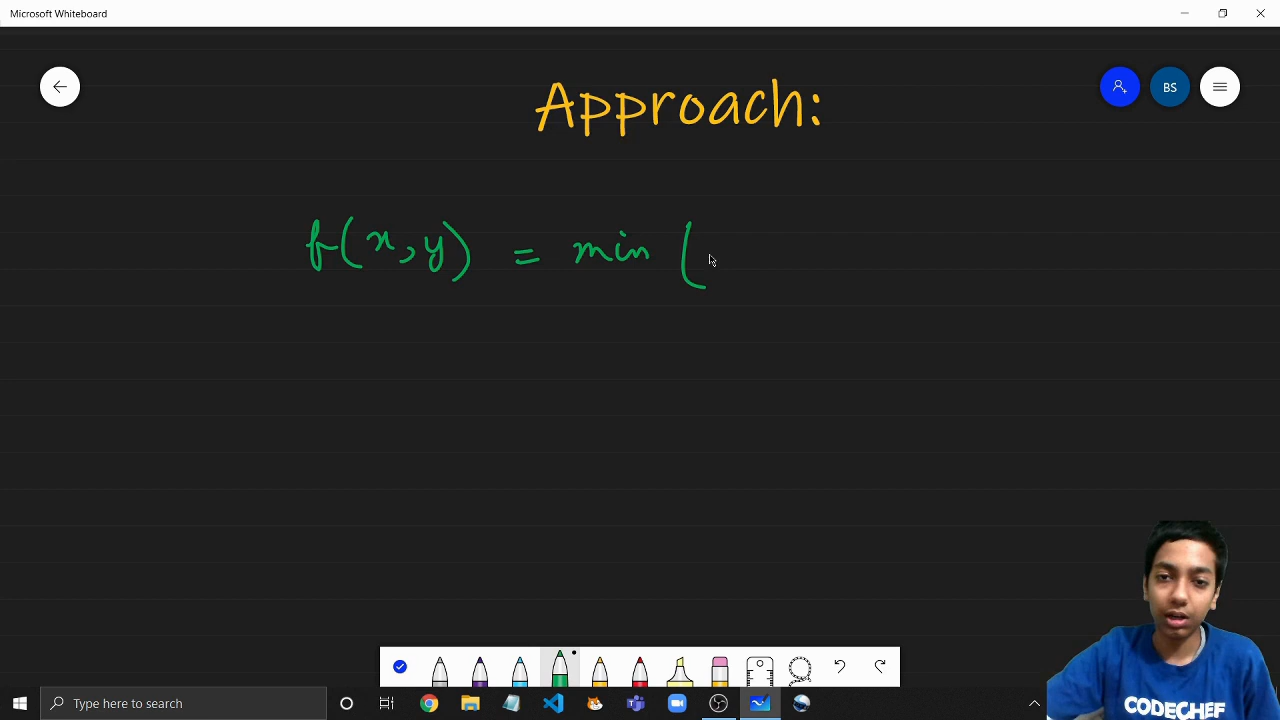 Microsoft Whiteboard
Approach:
BS
f(x,y) = min (
CODECHEF
Type here to search